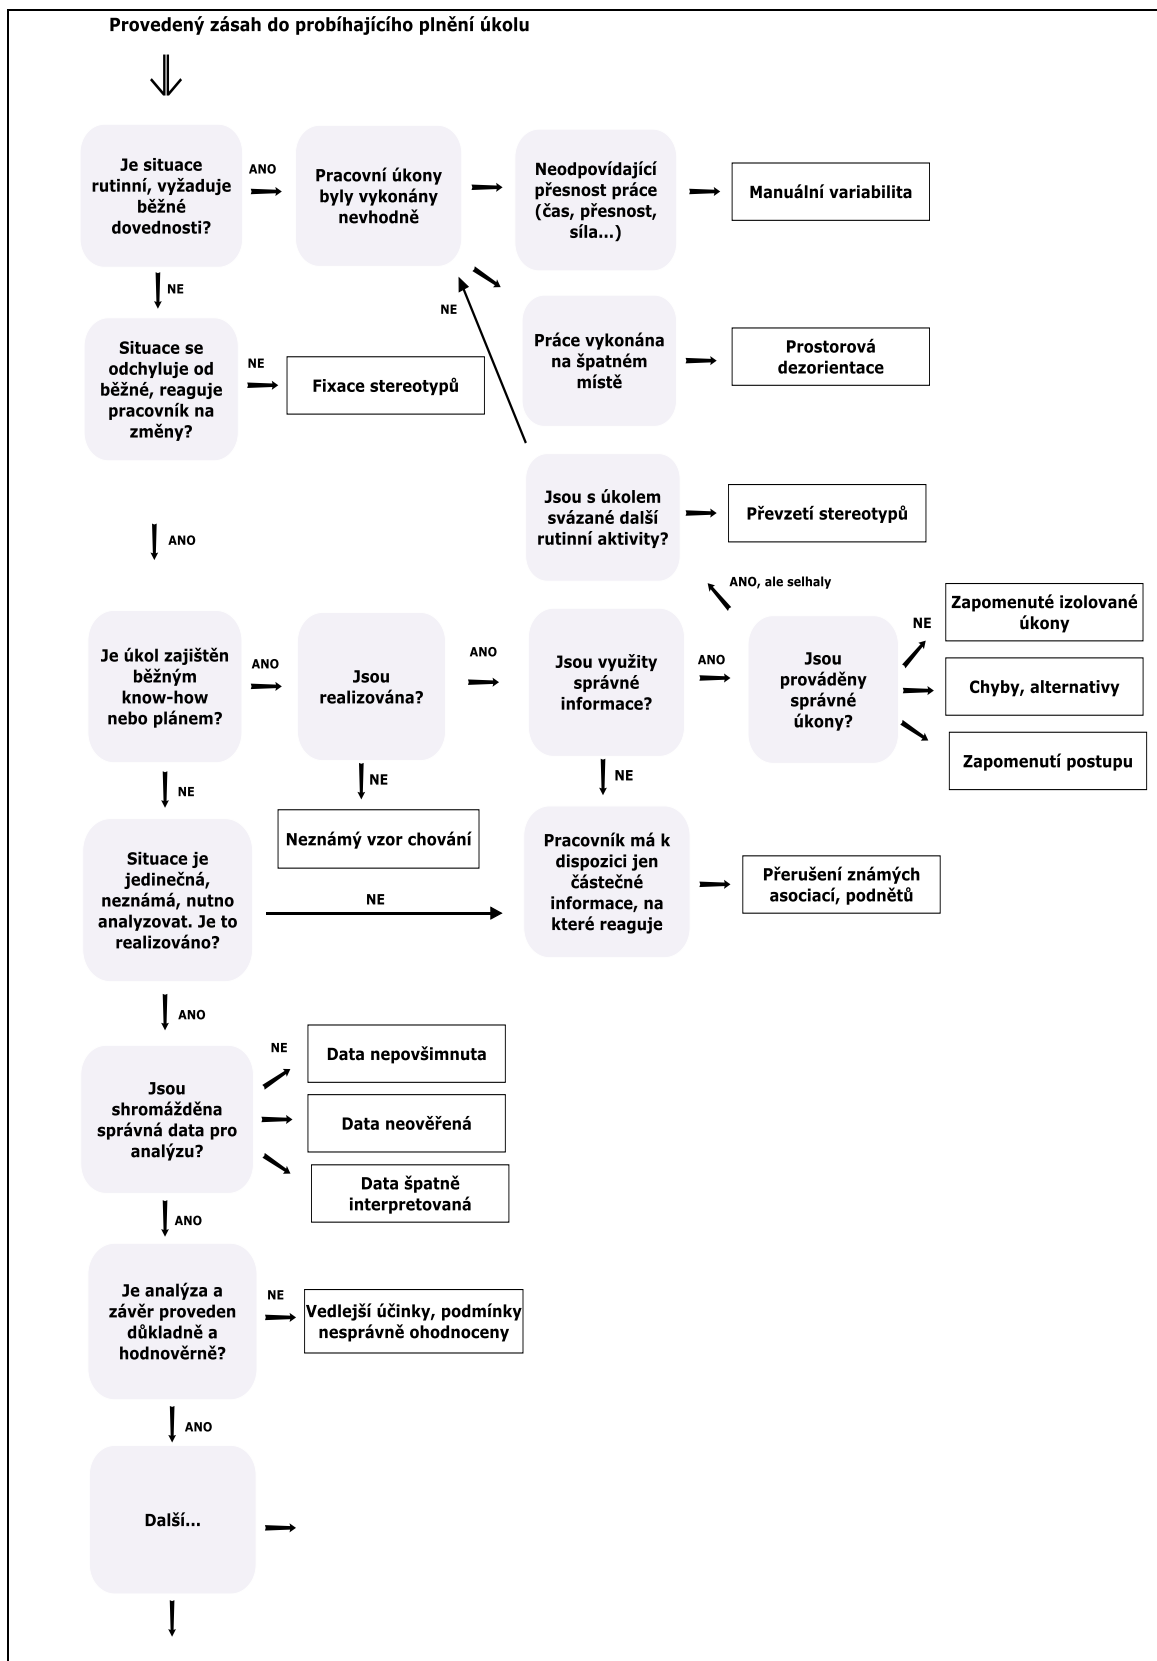 Provedený zásah do probíhajícího plnění úkolu
Je situace
rutinní, vyžaduje
běžné
dovednosti?
ANO
Pracovní úkony
byly vykonány
nevhodně
Neodpovídající
přesnost práce
(čas, přesnost,
síla...)
Manuální variabilita
NE
NE
Práce vykonána
na špatném
místě
Prostorová
dezorientace
Situace se
odchyluje od
běžné, reaguje
pracovník na
změny?
NE
Fixace stereotypů
Jsou s úkolem
svázané další
rutinní aktivity?
Převzetí stereotypů
ANO
ANO, ale selhaly
Je úkol zajištěn
běžným
know-how
nebo plánem?
ANO
Jsou
realizována?
ANO
Jsou využity
správné
informace?
ANO
Jsou
prováděny
správné
úkony?
NE
Zapomenuté izolované
úkony
Chyby, alternativy
Zapomenutí postupu
NE
NE
NE
Neznámý vzor chování
Situace je
jedinečná,
neznámá, nutno
analyzovat. Je to
realizováno?
NE
Pracovník má k
dispozici jen
částečné
informace, na
které reaguje
Přerušení známých
asociací, podnětů
ANO
Jsou
shromážděna
správná data pro
analýzu?
NE
Data nepovšimnuta
Data neověřená
Data špatně
interpretovaná
ANO
Je analýza a
závěr proveden
důkladně a
hodnověrně?
NE
Vedlejší účinky, podmínky
nesprávně ohodnoceny
ANO
Další...